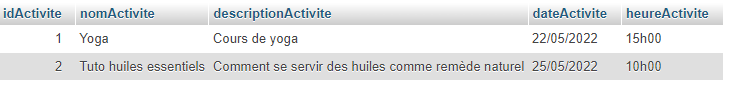 idActivite nomActivite descriptionActivite dateActivite heureActivite
1 Yoga Cours de yoga 22/05/2022 15h00
2 Tuto huiles essentiels Comment se servir des huiles comme remède naturel 25/05/2022 10h00